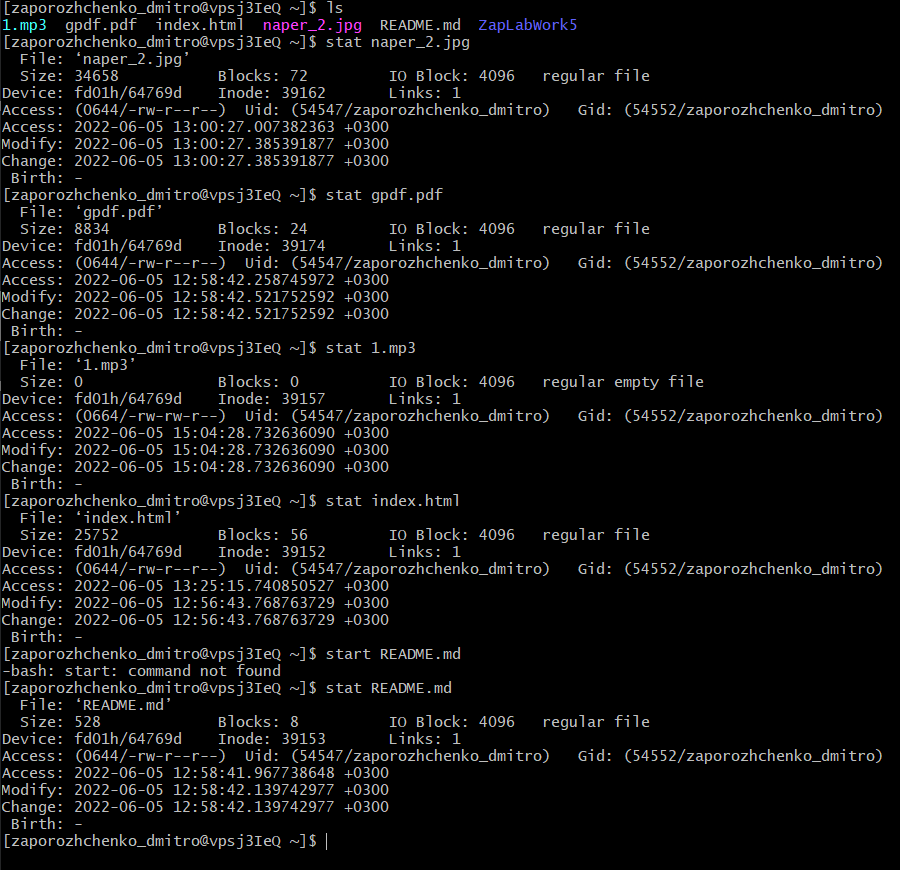 [zaporozhchenko_dmitro@vpsj3IeQ ~]$ ls
1.mp3  gpdf.pdf  index.html  naper_2.jpg  README.md  ZapLabWork5
[zaporozhchenko_dmitro@vpsj3IeQ ~]$ stat naper_2.jpg
  File: ‘naper_2.jpg’
  Size: 34658           Blocks: 72         IO Block: 4096   regular file
Device: fd01h/64769d    Inode: 39162       Links: 1
Access: (0644/-rw-r--r--)  Uid: (54547/zaporozhchenko_dmitro)   Gid: (54552/zaporozhchenko_dmitro)
Access: 2022-06-05 13:00:27.007382363 +0300
Modify: 2022-06-05 13:00:27.385391877 +0300
Change: 2022-06-05 13:00:27.385391877 +0300
 Birth: -
[zaporozhchenko_dmitro@vpsj3IeQ ~]$ stat gpdf.pdf
  File: ‘gpdf.pdf’
  Size: 8834            Blocks: 24         IO Block: 4096   regular file
Device: fd01h/64769d    Inode: 39174       Links: 1
Access: (0644/-rw-r--r--)  Uid: (54547/zaporozhchenko_dmitro)   Gid: (54552/zaporozhchenko_dmitro)
Access: 2022-06-05 12:58:42.258745972 +0300
Modify: 2022-06-05 12:58:42.521752592 +0300
Change: 2022-06-05 12:58:42.521752592 +0300
 Birth: -
[zaporozhchenko_dmitro@vpsj3IeQ ~]$ stat 1.mp3
  File: ‘1.mp3’
  Size: 0               Blocks: 0          IO Block: 4096   regular empty file
Device: fd01h/64769d    Inode: 39157       Links: 1
Access: (0664/-rw-rw-r--)  Uid: (54547/zaporozhchenko_dmitro)   Gid: (54552/zaporozhchenko_dmitro)
Access: 2022-06-05 15:04:28.732636090 +0300
Modify: 2022-06-05 15:04:28.732636090 +0300
Change: 2022-06-05 15:04:28.732636090 +0300
 Birth: -
[zaporozhchenko_dmitro@vpsj3IeQ ~]$ stat index.html
  File: ‘index.html’
  Size: 25752           Blocks: 56         IO Block: 4096   regular file
Device: fd01h/64769d    Inode: 39152       Links: 1
Access: (0644/-rw-r--r--)  Uid: (54547/zaporozhchenko_dmitro)   Gid: (54552/zaporozhchenko_dmitro)
Access: 2022-06-05 13:25:15.740850527 +0300
Modify: 2022-06-05 12:56:43.768763729 +0300
Change: 2022-06-05 12:56:43.768763729 +0300
 Birth: -
[zaporozhchenko_dmitro@vpsj3IeQ ~]$ start README.md
-bash: start: command not found
[zaporozhchenko_dmitro@vpsj3IeQ ~]$ stat README.md
  File: ‘README.md’
  Size: 528             Blocks: 8          IO Block: 4096   regular file
Device: fd01h/64769d    Inode: 39153       Links: 1
Access: (0644/-rw-r--r--)  Uid: (54547/zaporozhchenko_dmitro)   Gid: (54552/zaporozhchenko_dmitro)
Access: 2022-06-05 12:58:41.967738648 +0300
Modify: 2022-06-05 12:58:42.139742977 +0300
Change: 2022-06-05 12:58:42.139742977 +0300
 Birth: -
[zaporozhchenko_dmitro@vpsj3IeQ ~]$